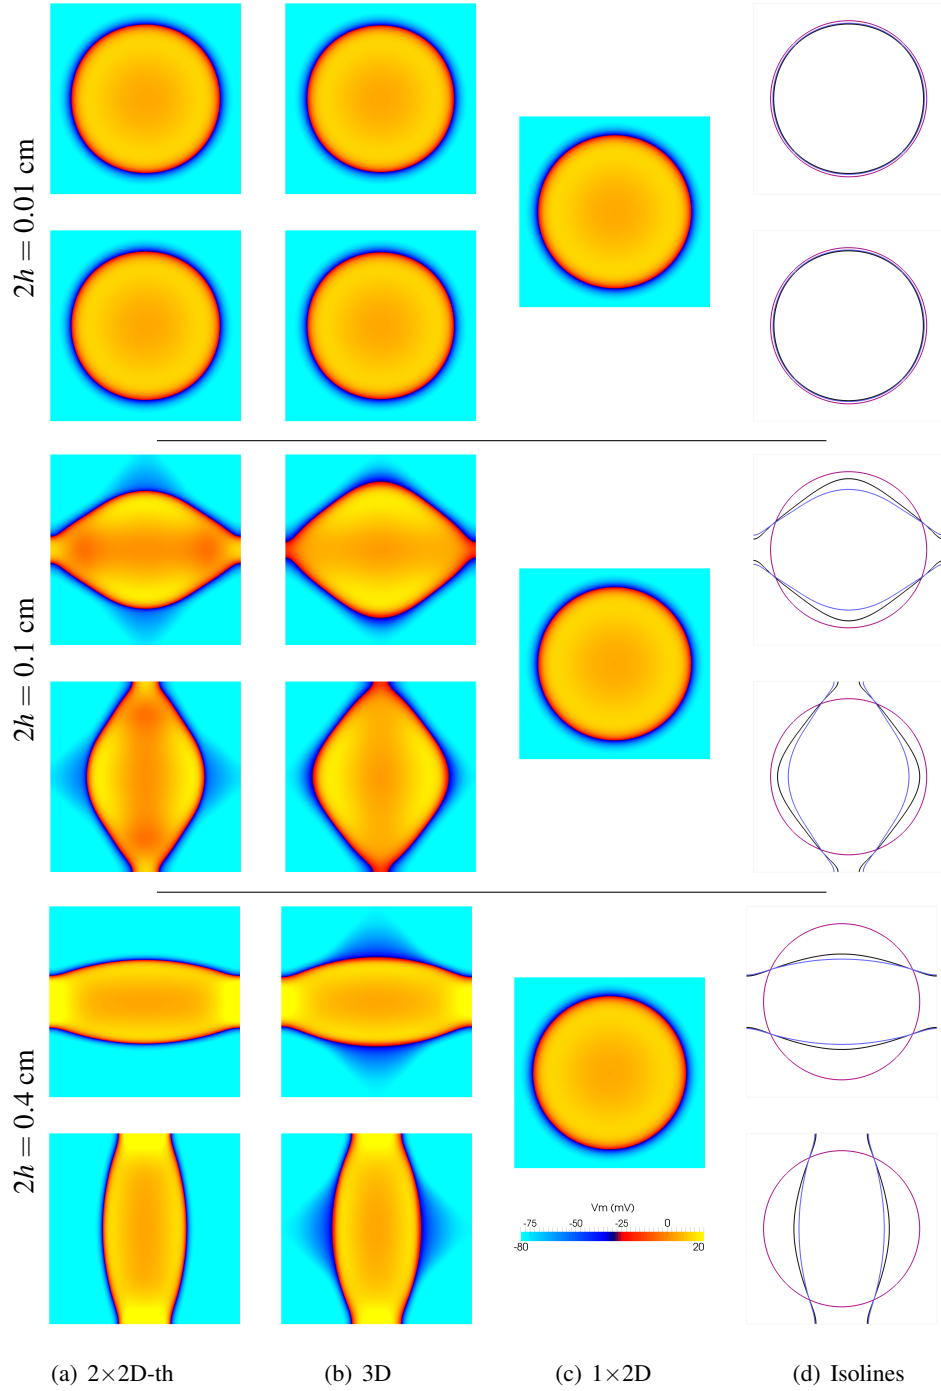 2h = 0.01 cm
2h = 0.1 cm
2h = 0.4 cm
Vm (mV)
-75 -50 -25 0
-80 20
(a) 2×2D-th
(b) 3D
(c) 1×2D
(d) Isolines